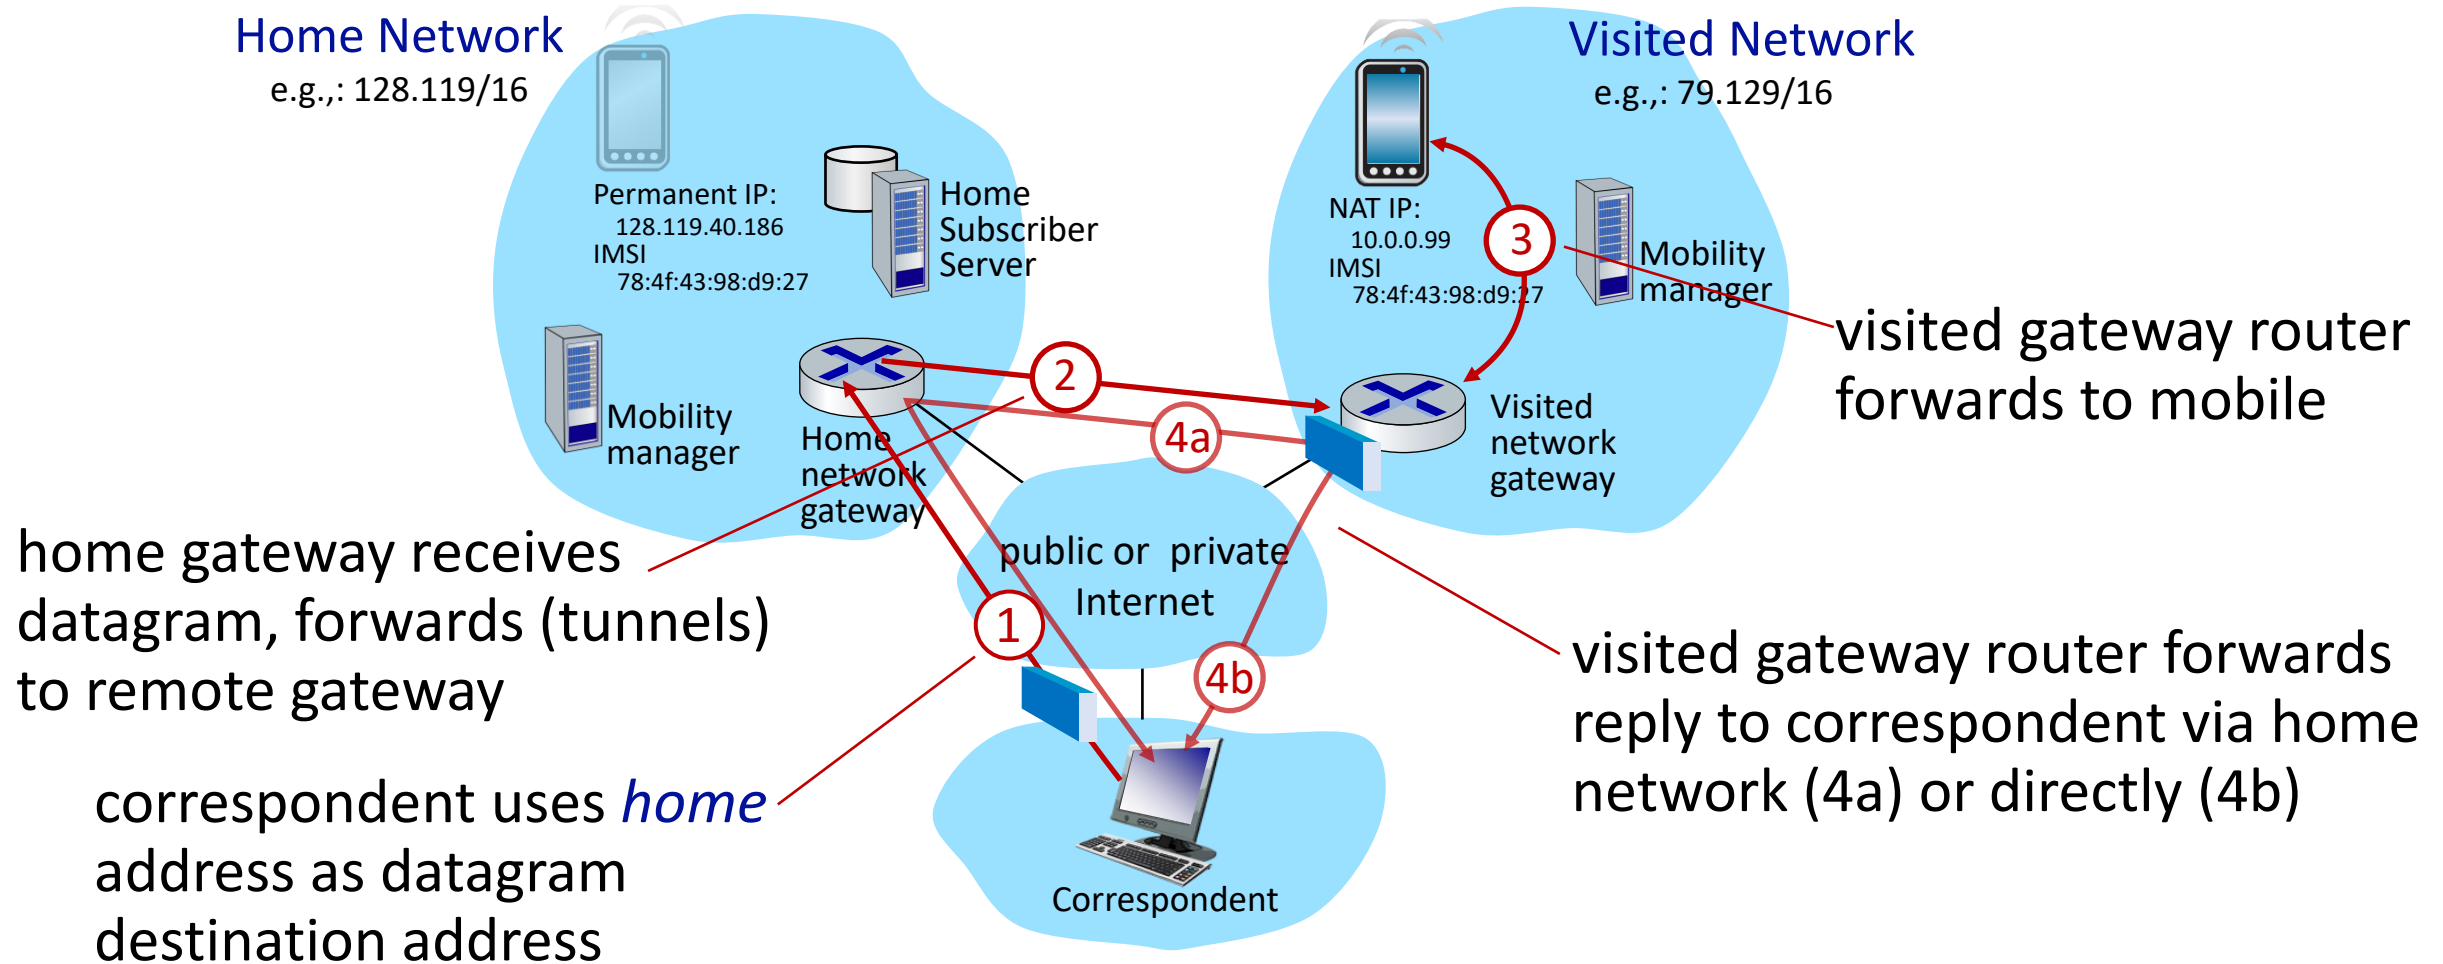 Home Network
e.g.,: 128.119/16
Permanent IP:
128.119.40.186
IMSI
78:4f:43:98:d9:27
Home
Subscriber
Server
Mobility
manager
Home
network
gateway
Visited Network
e.g.,: 79.129/16
NAT IP:
10.0.0.99
IMSI
78:4f:43:98:d9:27
Mobility
manager
Visited
network
gateway
1
2
3
4a
4b
public or  private
Internet
Correspondent
home gateway receives
datagram, forwards (tunnels)
to remote gateway
correspondent uses home
address as datagram
destination address
visited gateway router
forwards to mobile
visited gateway router forwards
reply to correspondent via home
network (4a) or directly (4b)